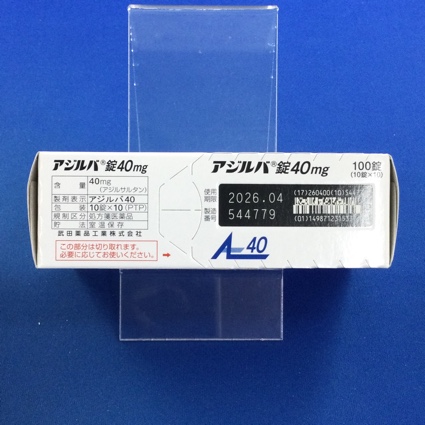 アジルバ®錠40mg
含量 40mg
(アジルサルタン)
製剤表示 アジルバ40
包装 10錠×10(PTP)
規制区分 処方箋医薬品
貯法 室温保存
武田薬品工業株式会社
この部分は切り取れます。
必要に応じてお使いください。 →
アジルバ®錠40mg
100錠
(10錠×10)
使用期限 2026.04
製造番号 544779
(17)260400(10)54
40